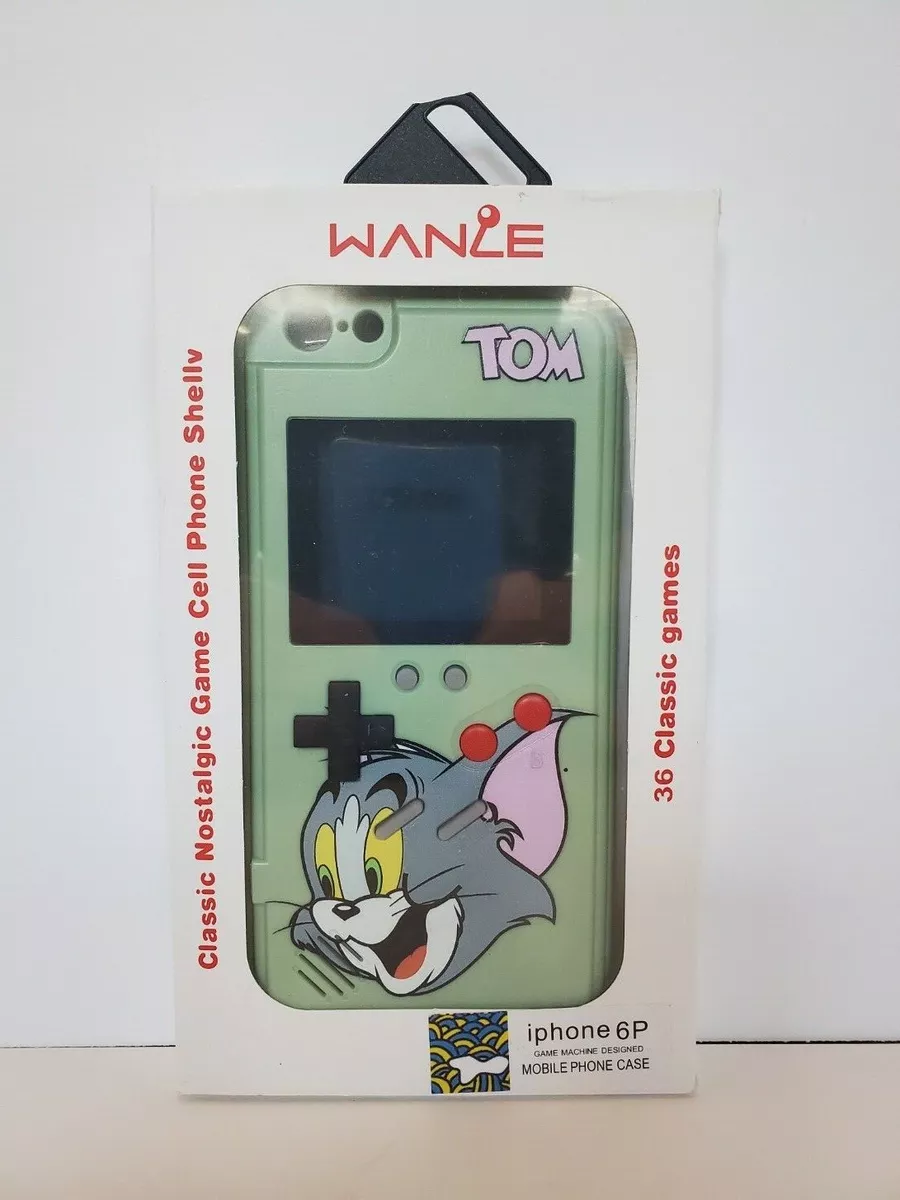 WANLE
TOM
Classic Nostalgic Game Cell Phone Shellv
36 Classic games
iphone 6P
GAME MACHINE DESIGNED
MOBILE PHONE CASE